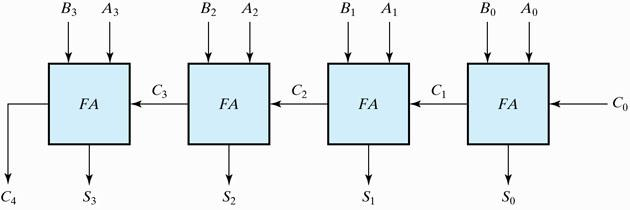 B3 A3 B2 A2 B1 A1 B0 A0
C3 C2 C1
FA FA FA FA C0
C4 S3 S2 S1 S0